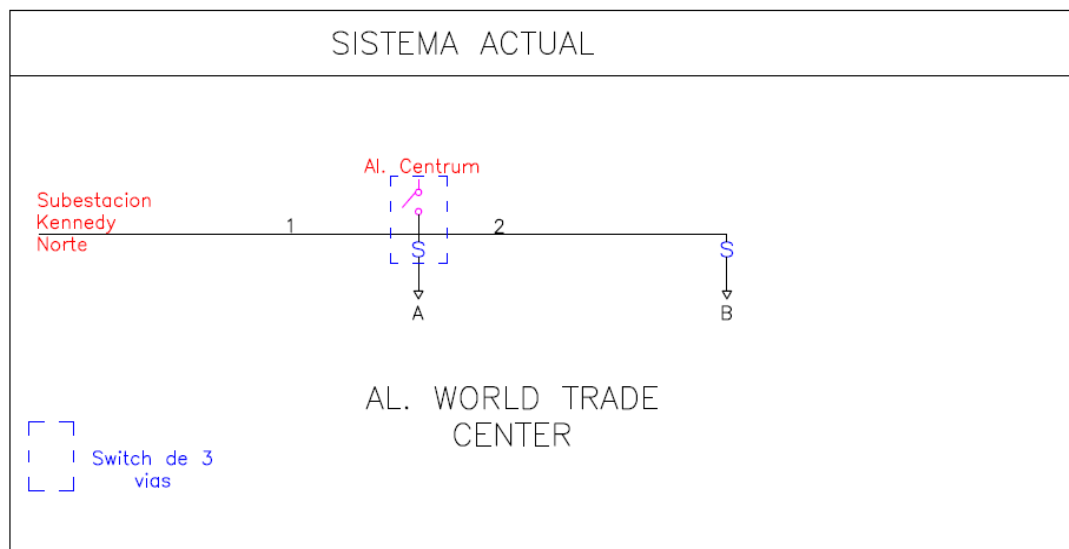 SISTEMA ACTUAL
Al. Centrum
Subestacion
Kennedy
Norte
1
2
S
S
A
B
AL. WORLD TRADE
CENTER
Switch de 3
vias